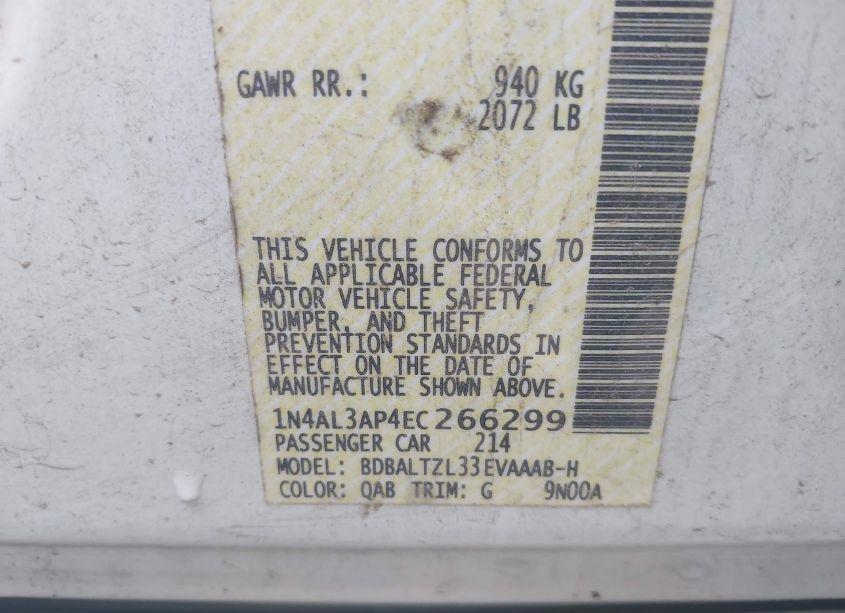 GAWR RR.: 940 KG
2072 LB
THIS VEHICLE CONFORMS TO
ALL APPLICABLE FEDERAL
MOTOR VEHICLE SAFETY,
BUMPER, AND THEFT
PREVENTION STANDARDS IN
EFFECT ON THE DATE OF
MANUFACTURE SHOWN ABOVE.
1N4AL3AP4EC266299
PASSENGER CAR 214
MODEL: BDBALTZL33EVAAAB-H
COLOR: QAB TRIM: G 9N00A